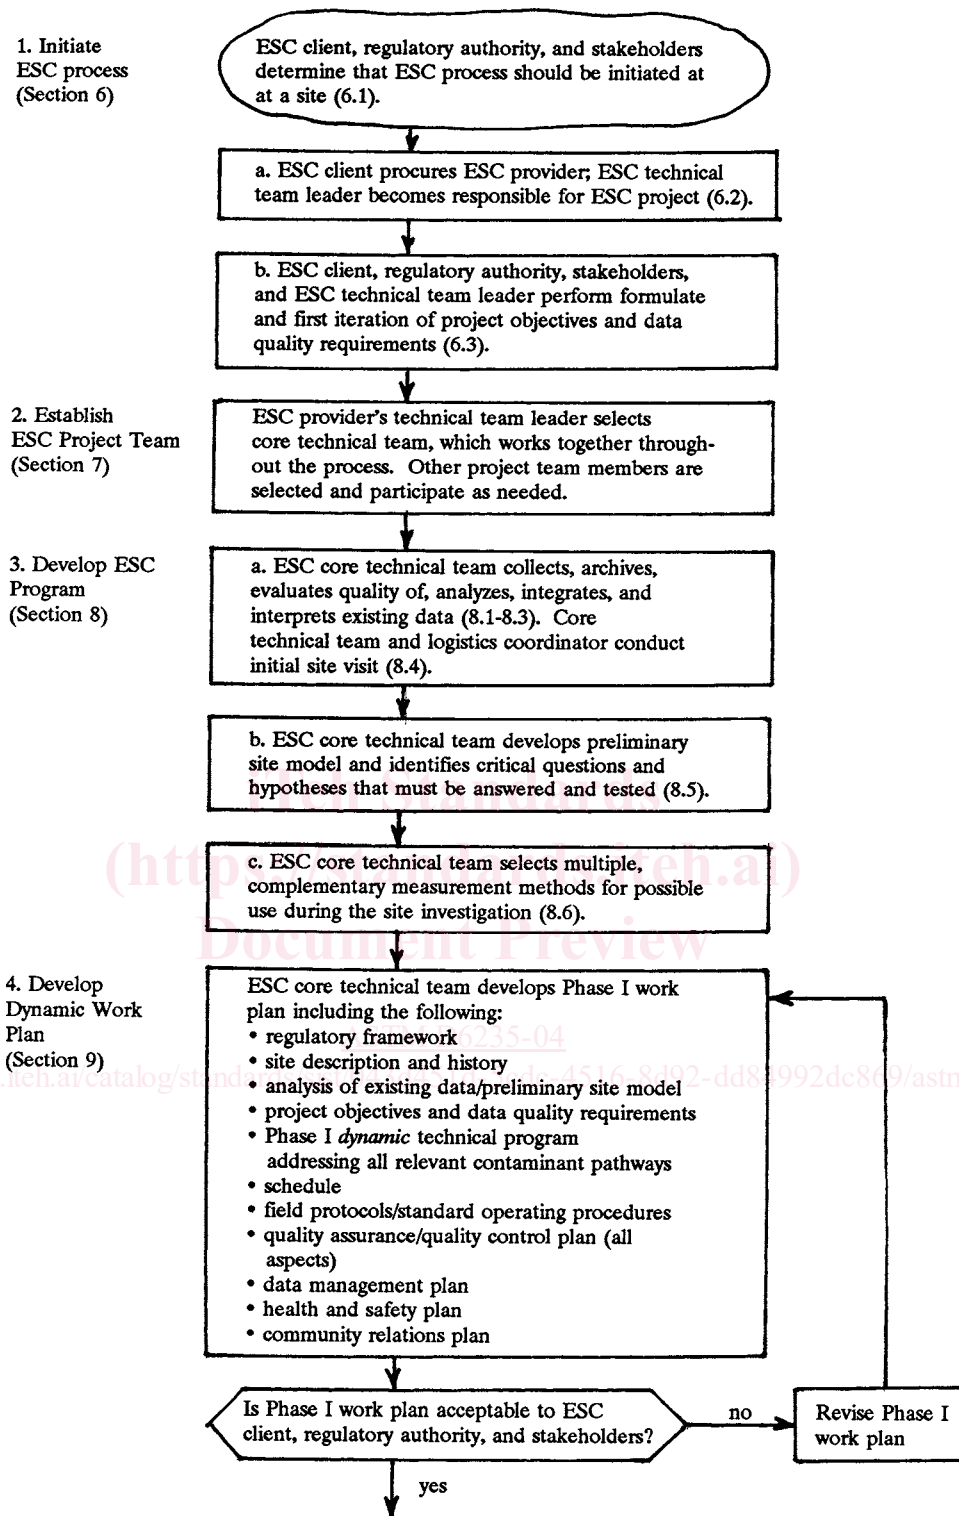 1. Initiate
ESC process
(Section 6)
ESC client, regulatory authority, and stakeholders
determine that ESC process should be initiated at
at a site (6.1).
a. ESC client procures ESC provider; ESC technical
team leader becomes responsible for ESC project (6.2).
b. ESC client, regulatory authority, stakeholders,
and ESC technical team leader perform formulate
and first iteration of project objectives and data
quality requirements (6.3).
2. Establish
ESC Project Team
(Section 7)
ESC provider's technical team leader selects
core technical team, which works together through-
out the process. Other project team members are
selected and participate as needed.
3. Develop ESC
Program
(Section 8)
a. ESC core technical team collects, archives,
evaluates quality of, analyzes, integrates, and
interprets existing data (8.1-8.3). Core
technical team and logistics coordinator conduct
initial site visit (8.4).
b. ESC core technical team develops preliminary
site model and identifies critical questions and
hypotheses that must be answered and tested (8.5).
iTeh Standards
(https://standards.iteh.ai)
Document Preview
c. ESC core technical team selects multiple,
complementary measurement methods for possible
use during the site investigation (8.6).
4. Develop
Dynamic Work
Plan
(Section 9)
ESC core technical team develops Phase I work
plan including the following:
• regulatory framework
• site description and history
• analysis of existing data/preliminary site model
• project objectives and data quality requirements
• Phase I dynamic technical program
addressing all relevant contaminant pathways
• schedule
• field protocols/standard operating procedures
• quality assurance/quality control plan (all
aspects)
• data management plan
• health and safety plan
• community relations plan
ASTM D6235-04
Is Phase I work plan acceptable to ESC
client, regulatory authority, and stakeholders?
no
Revise Phase I
work plan
yes